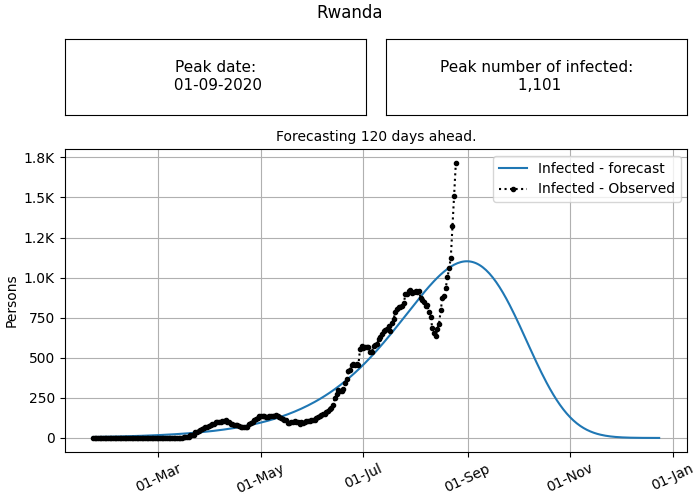 Rwanda
Peak date:
01-09-2020
Peak number of infected:
1,101
Forecasting 120 days ahead.
1.8K
1.5K
1.2K
1.0K
750
500
250
0
Persons
Infected - forecast
Infected - Observed
01-Mar
01-May
01-Jul
01-Sep
01-Nov
01-Jan